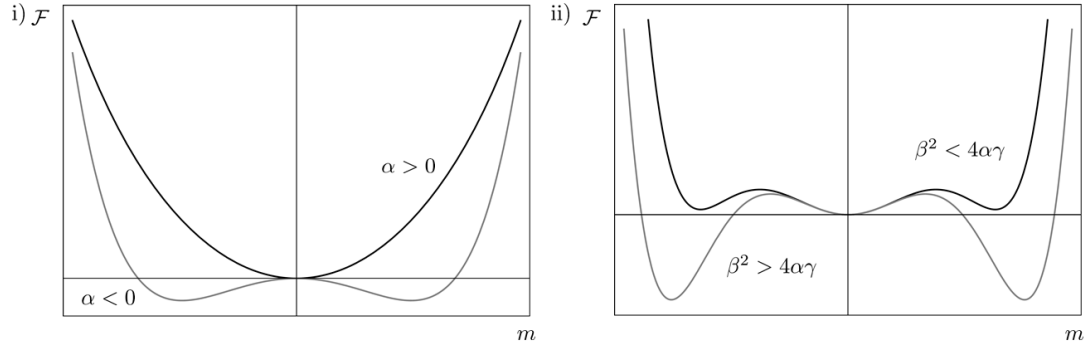 i) ℱ
α > 0
α < 0
m
ii) ℱ
β² < 4αγ
β² > 4αγ
m